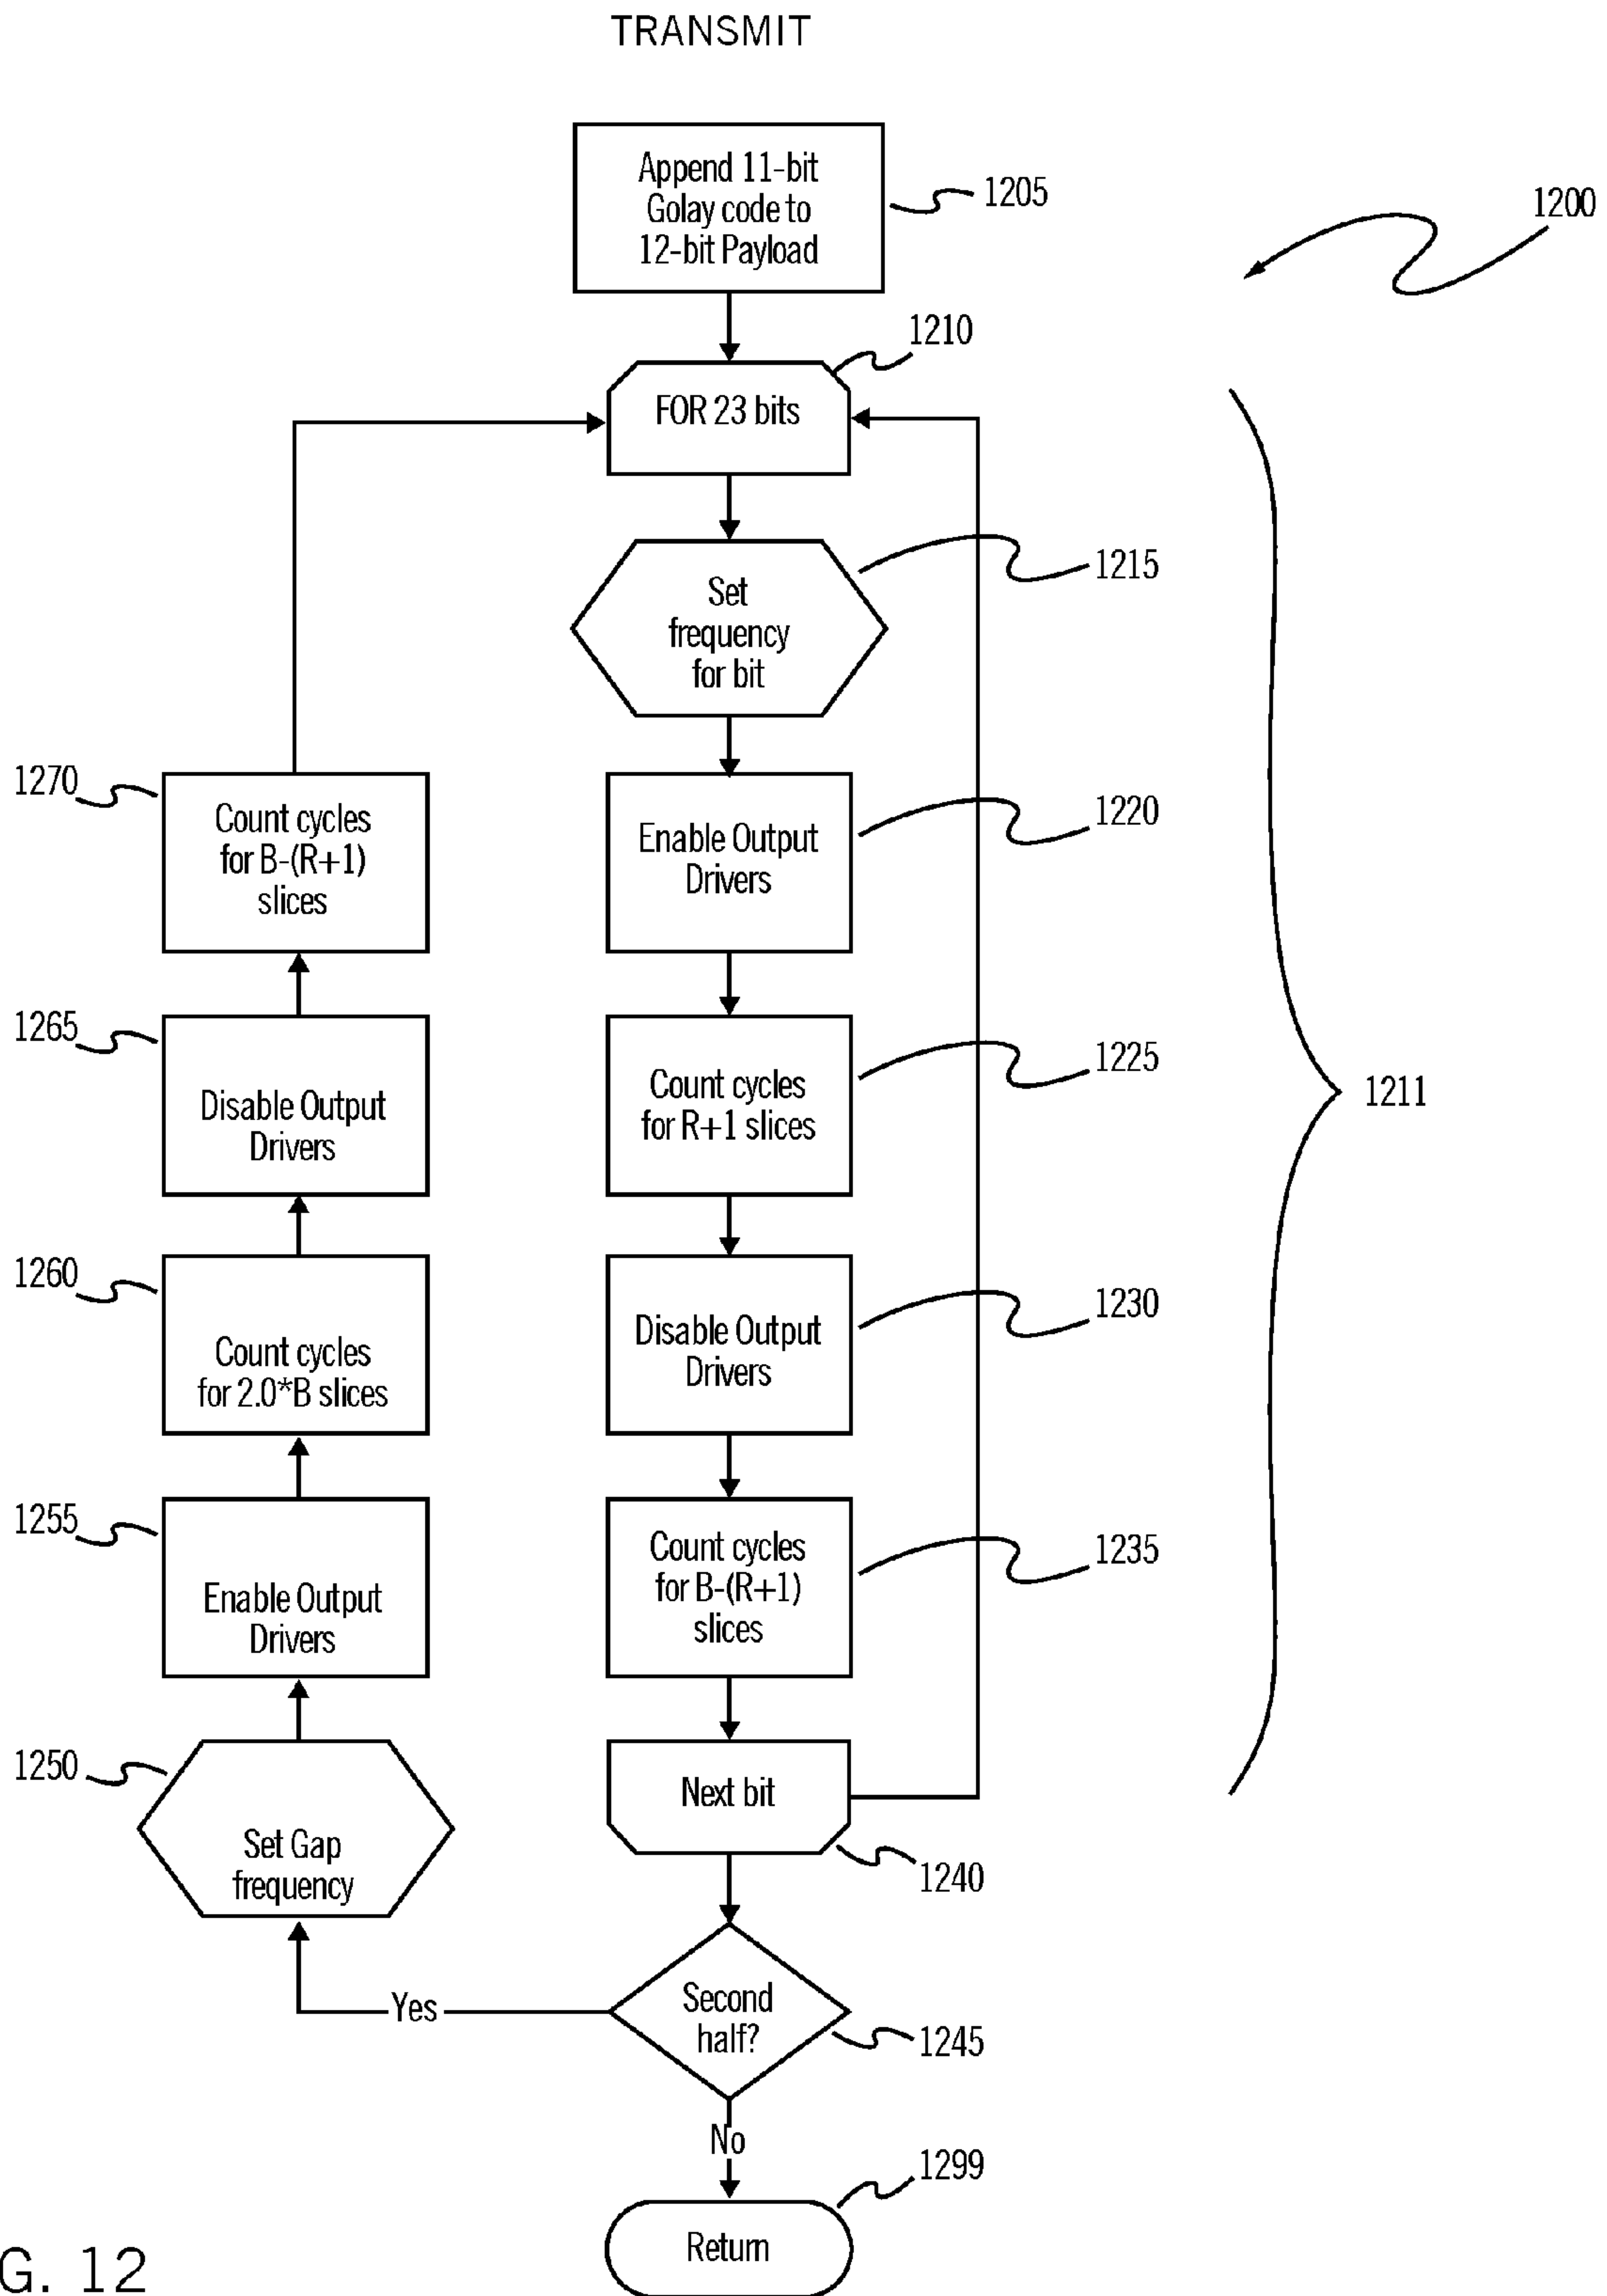 TRANSMIT
Append 11-bit
Golay code to
12-bit Payload
1205
1200
1210
FOR 23 bits
Set
frequency
for bit
1215
1270
Count cycles
for B-(R+1)
slices
Enable Output
Drivers
1220
1265
Disable Output
Drivers
Count cycles
for R+1 slices
1225
1211
1260
Count cycles
for 2.0*B slices
Disable Output
Drivers
1230
1255
Enable Output
Drivers
Count cycles
for B-(R+1)
slices
1235
1250
Set Gap
frequency
Next bit
1240
Yes
Second
half?
1245
No
1299
Return
G. 12